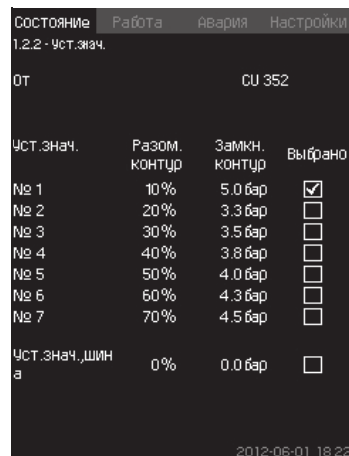 Состояние Работа Авария Настройки
1.2.2 - Уст.знач.
От CU 352
Уст.знач. Разом. контур Замкн. контур Выбрано
№ 1 10% 5.0 бар
№ 2 20% 3.3 бар
№ 3 30% 3.5 бар
№ 4 40% 3.8 бар
№ 5 50% 4.0 бар
№ 6 60% 4.3 бар
№ 7 70% 4.5 бар
Уст.знач.,шин
а 0% 0.0 бар
2012-06-01 18:22